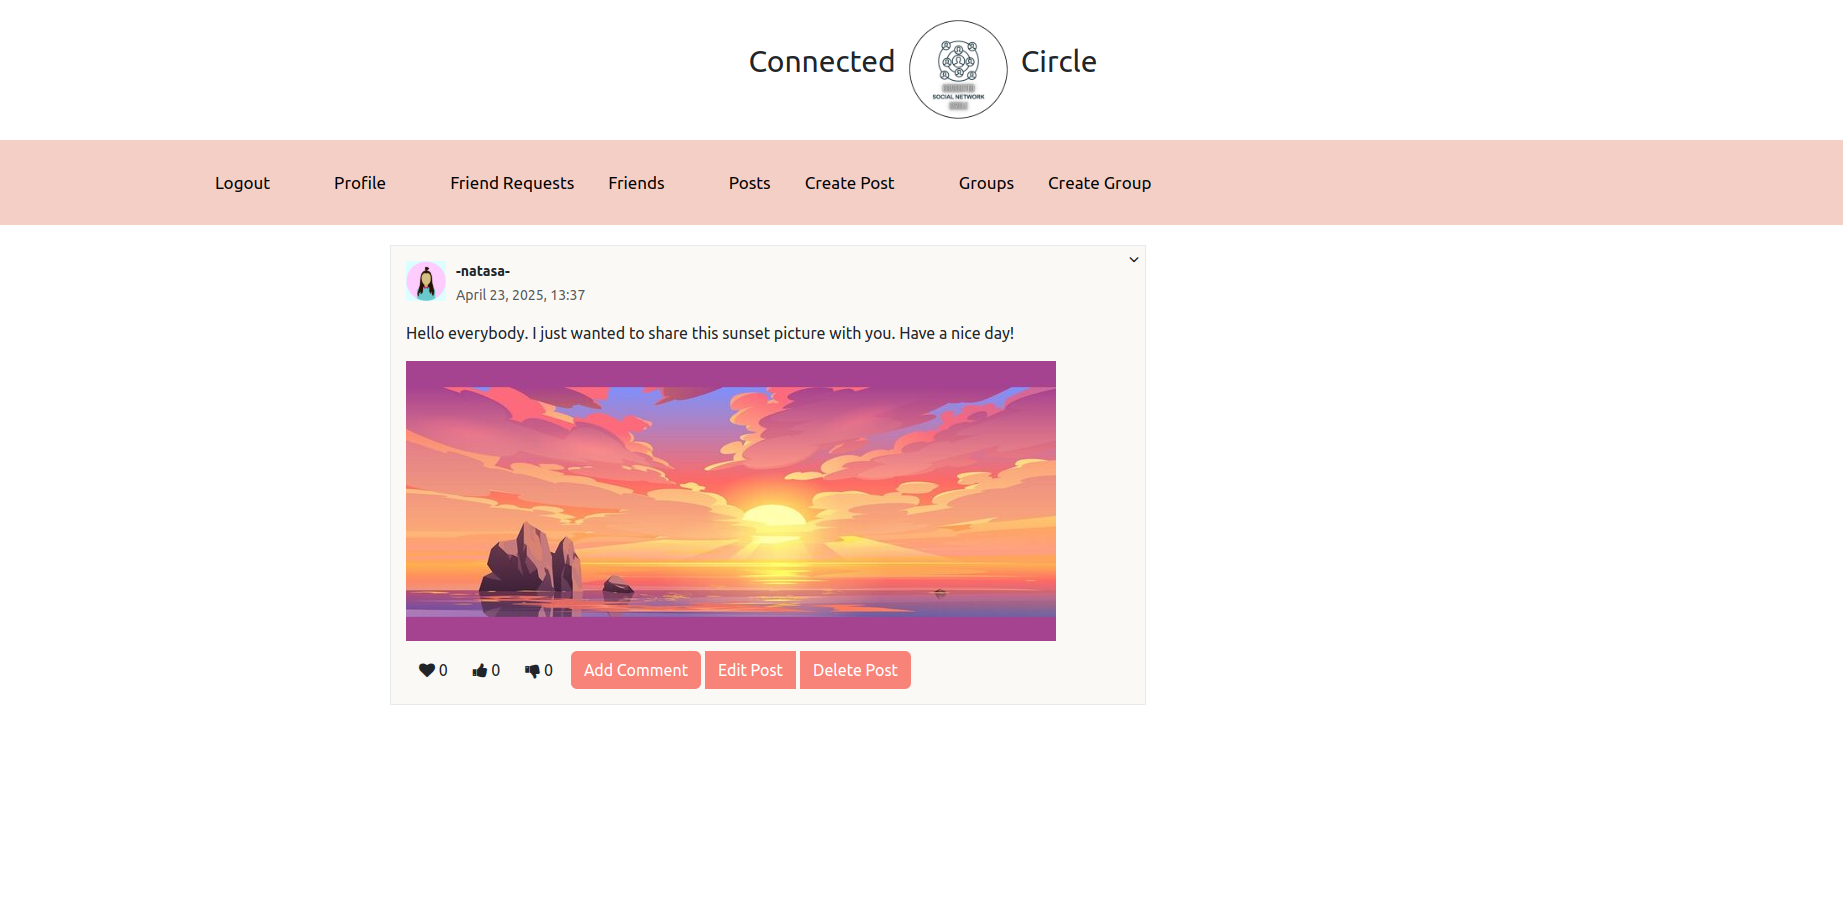 Connected Circle
SOCIAL NETWORK
Logout Profile Friend Requests Friends Posts Create Post Groups Create Group
-natasa-
April 23, 2025, 13:37
Hello everybody. I just wanted to share this sunset picture with you. Have a nice day!
0 0 0 Add Comment Edit Post Delete Post